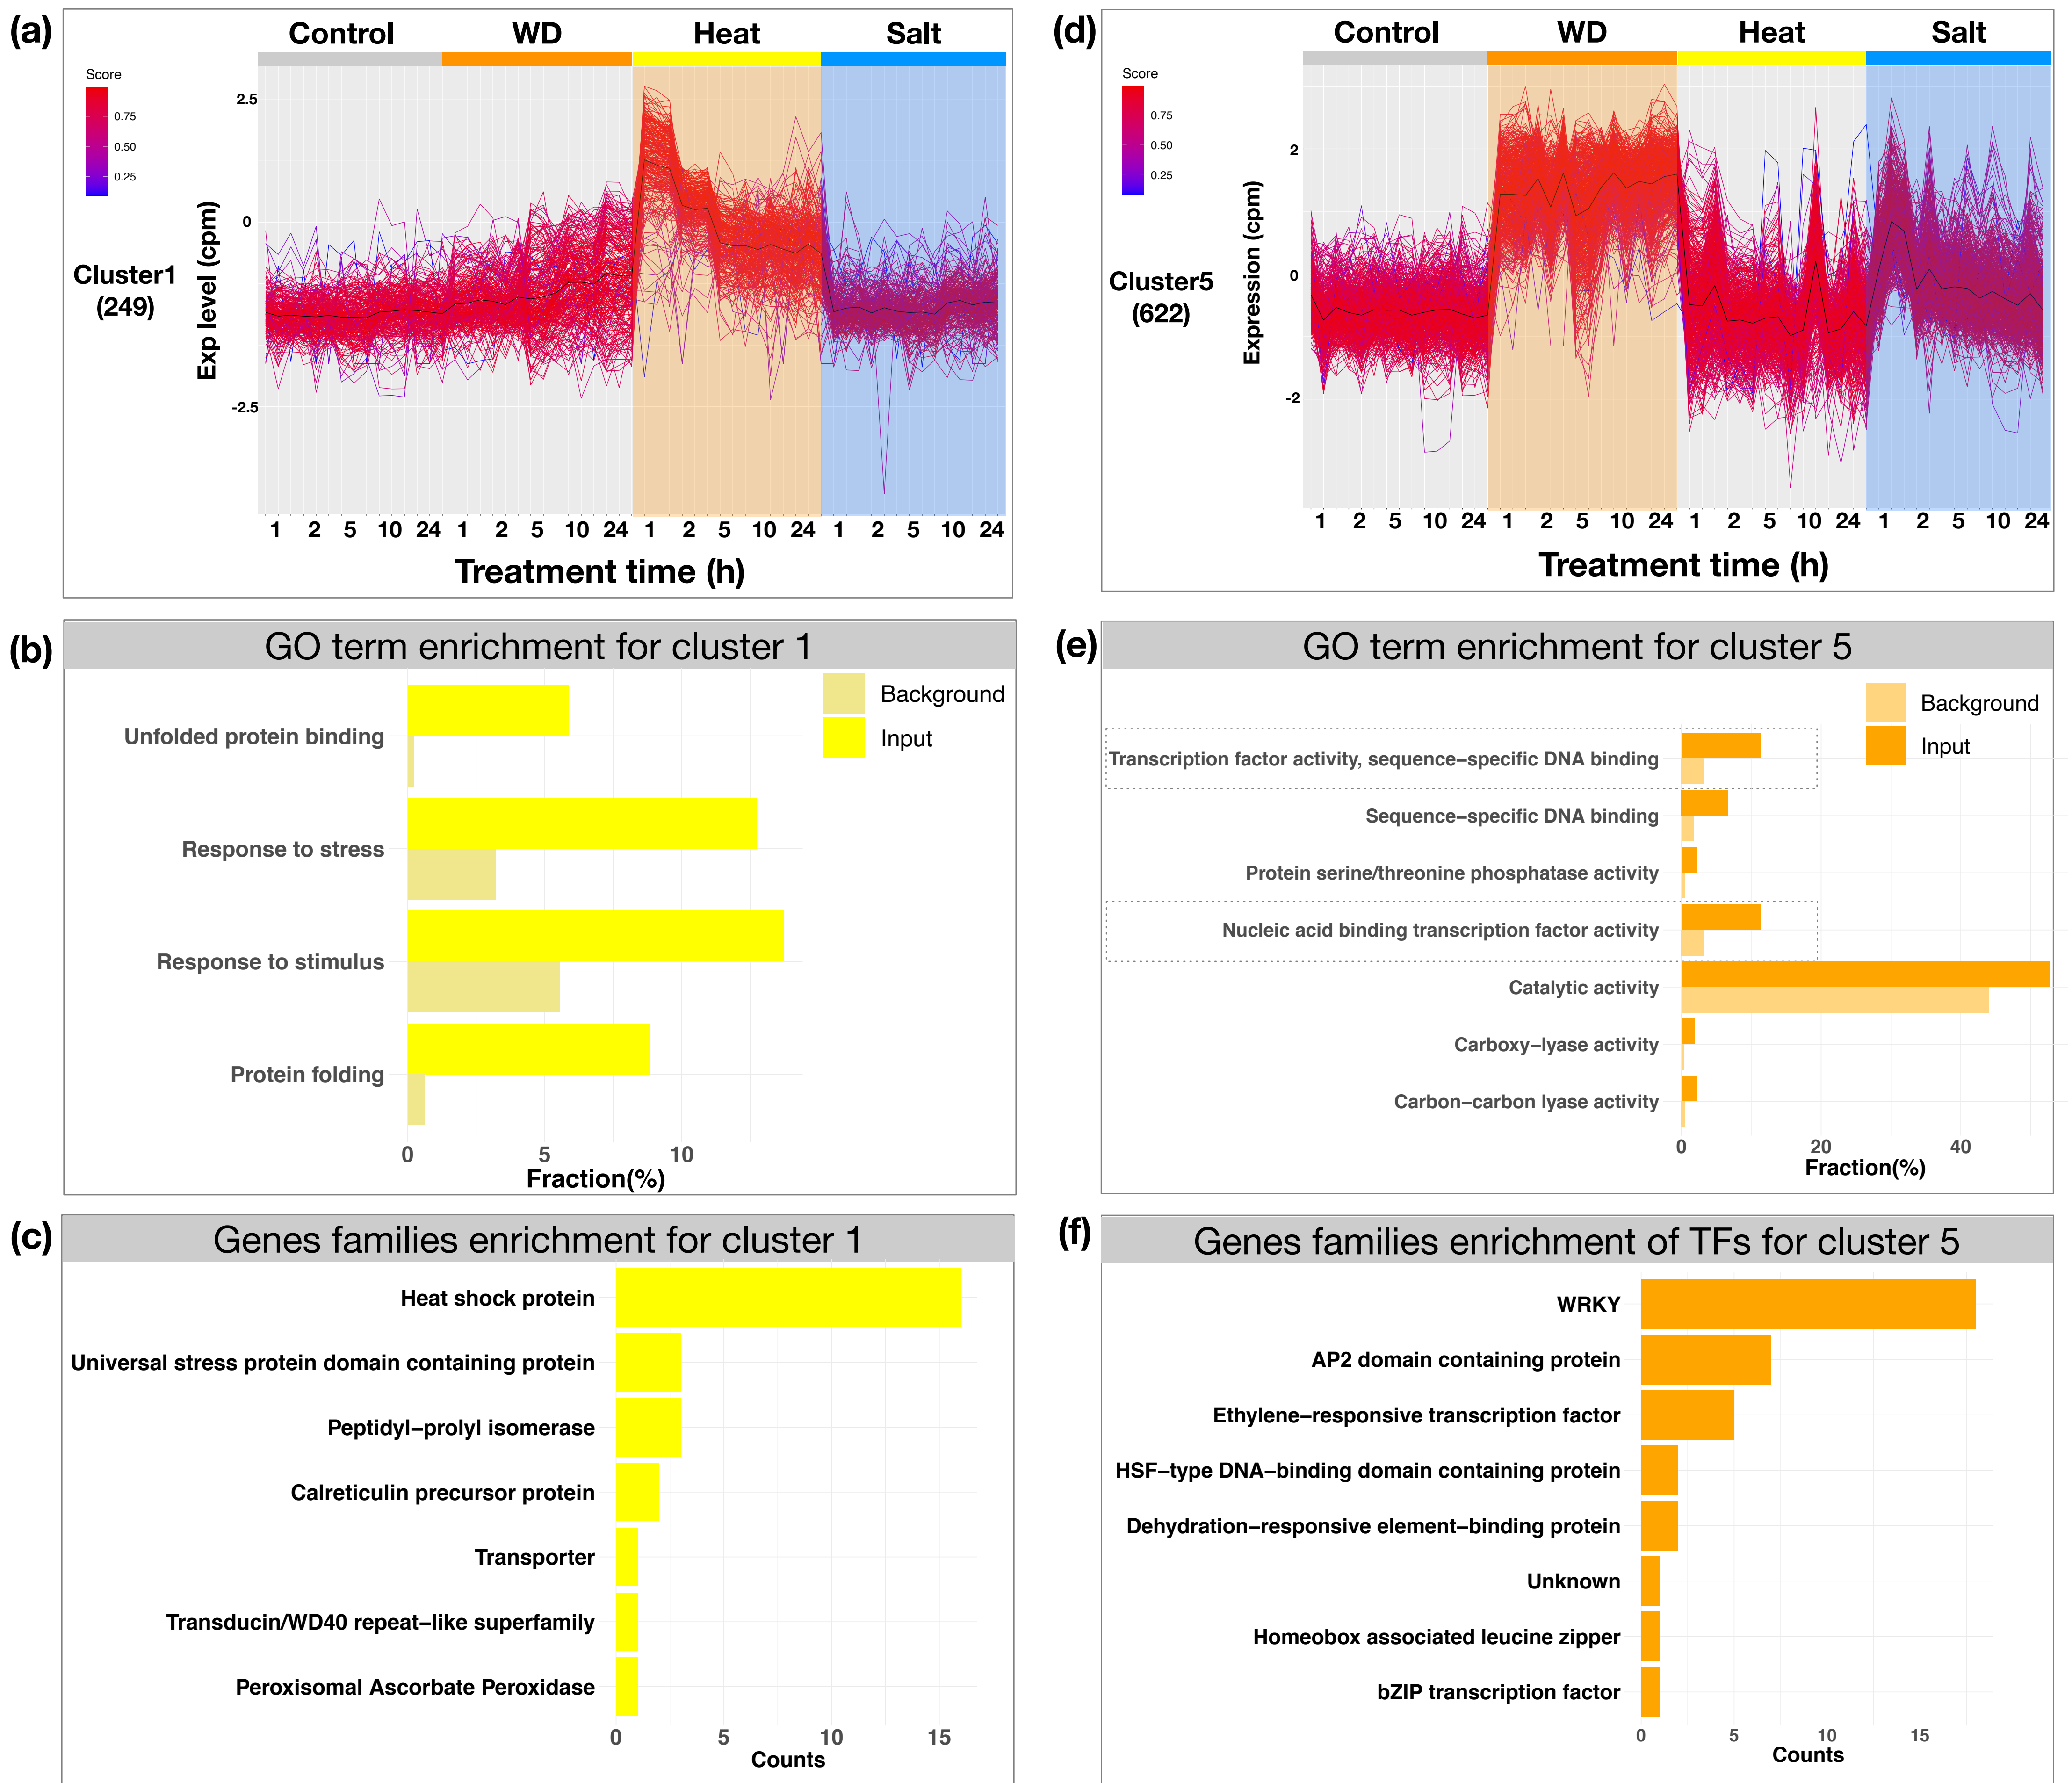 (a)
Control WD Heat Salt
Score
0.75
0.50
0.25
2.5
0
-2.5
Exp level (cpm)
Cluster1
(249)
1 2 5 10 24 1 2 5 10 24 1 2 5 10 24 1 2 5 10 24
Treatment time (h)
(d)
Control WD Heat Salt
Score
0.75
0.50
0.25
2
0
-2
Expression (cpm)
Cluster5
(622)
1 2 5 10 24 1 2 5 10 24 1 2 5 10 24 1 2 5 10 24
Treatment time (h)
(b)
GO term enrichment for cluster 1
Background
Input
Unfolded protein binding
Response to stress
Response to stimulus
Protein folding
0 5 10
Fraction(%)
(e)
GO term enrichment for cluster 5
Background
Input
Transcription factor activity, sequence–specific DNA binding
Sequence–specific DNA binding
Protein serine/threonine phosphatase activity
Nucleic acid binding transcription factor activity
Catalytic activity
Carboxy–lyase activity
Carbon–carbon lyase activity
0 20 40
Fraction(%)
(c)
Genes families enrichment for cluster 1
Heat shock protein
Universal stress protein domain containing protein
Peptidyl–prolyl isomerase
Calreticulin precursor protein
Transporter
Transducin/WD40 repeat–like superfamily
Peroxisomal Ascorbate Peroxidase
0 5 10 15
Counts
(f)
Genes families enrichment of TFs for cluster 5
WRKY
AP2 domain containing protein
Ethylene–responsive transcription factor
HSF–type DNA–binding domain containing protein
Dehydration–responsive element–binding protein
Unknown
Homeobox associated leucine zipper
bZIP transcription factor
0 5 10 15
Counts